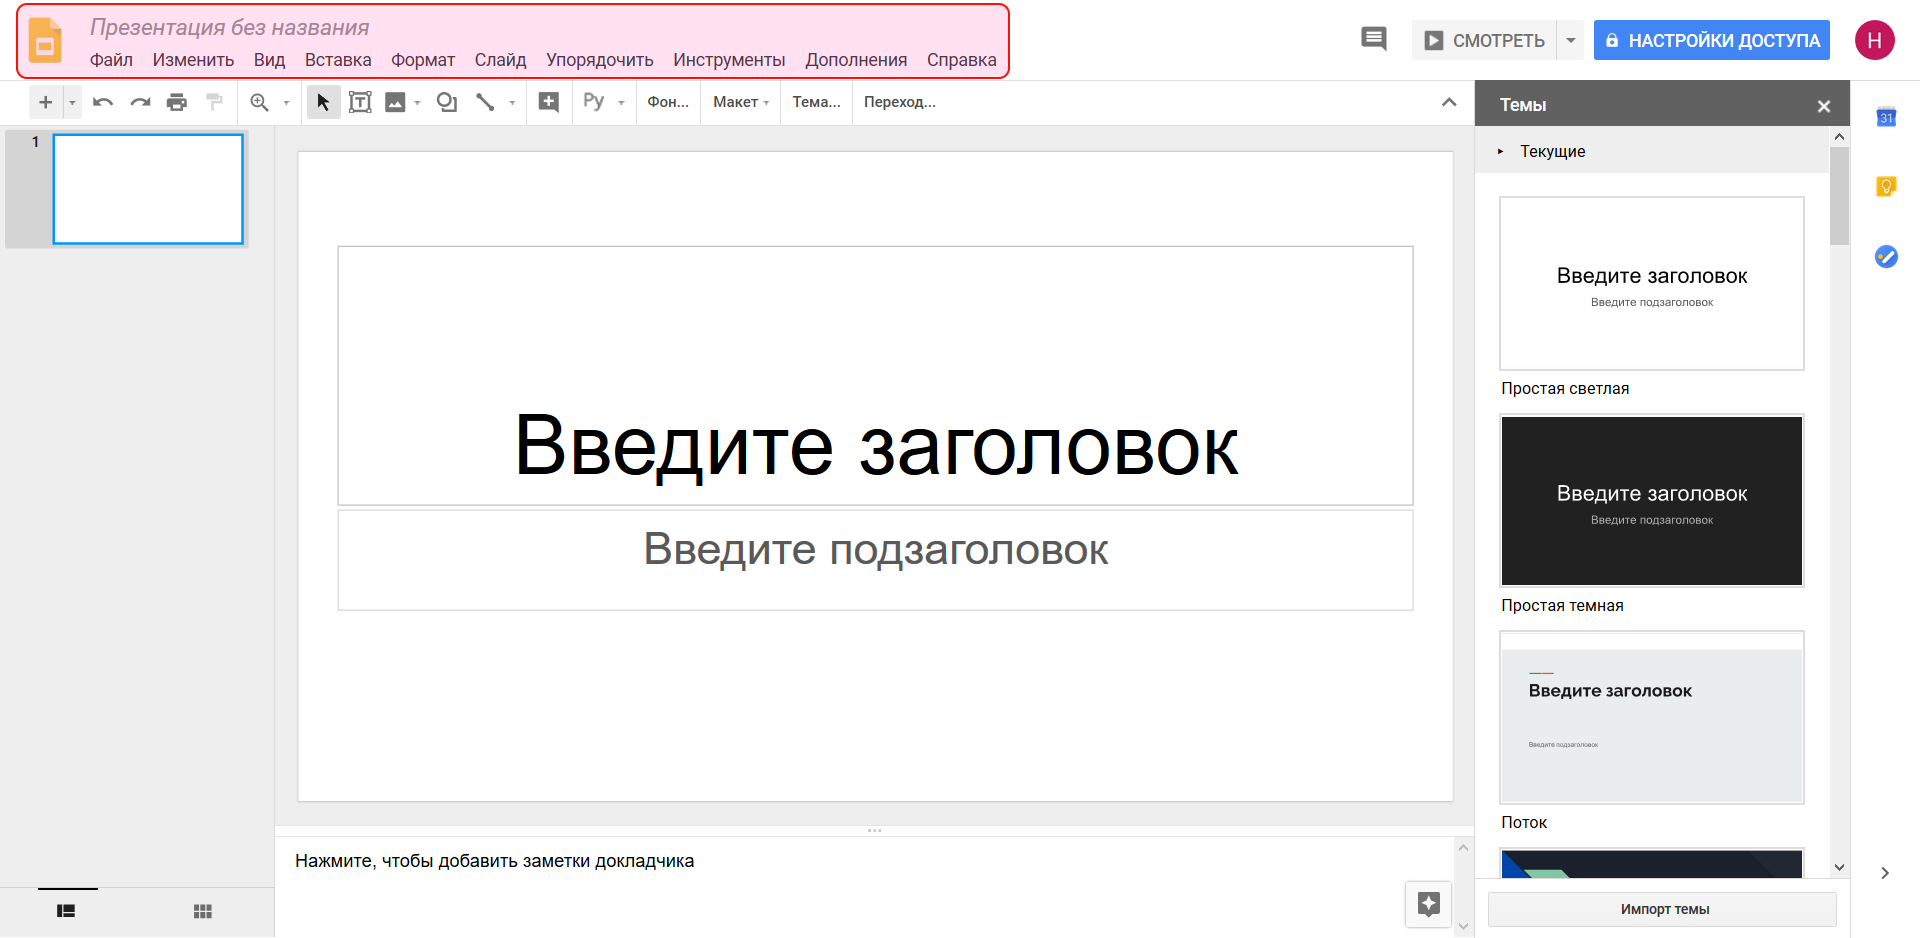 Презентация без названия
Файл Изменить Вид Вставка Формат Слайд Упорядочить Инструменты Дополнения Справка
СМОТРЕТЬ
НАСТРОЙКИ ДОСТУПА
Н
Py
Фон...
Макет
Тема...
Переход...
1
Введите заголовок
Введите подзаголовок
Нажмите, чтобы добавить заметки докладчика
Темы
Текущие
Введите заголовок
Введите подзаголовок
Простая светлая
Введите заголовок
Введите подзаголовок
Простая темная
Введите заголовок
Введите подзаголовок
Поток
Импорт темы
31